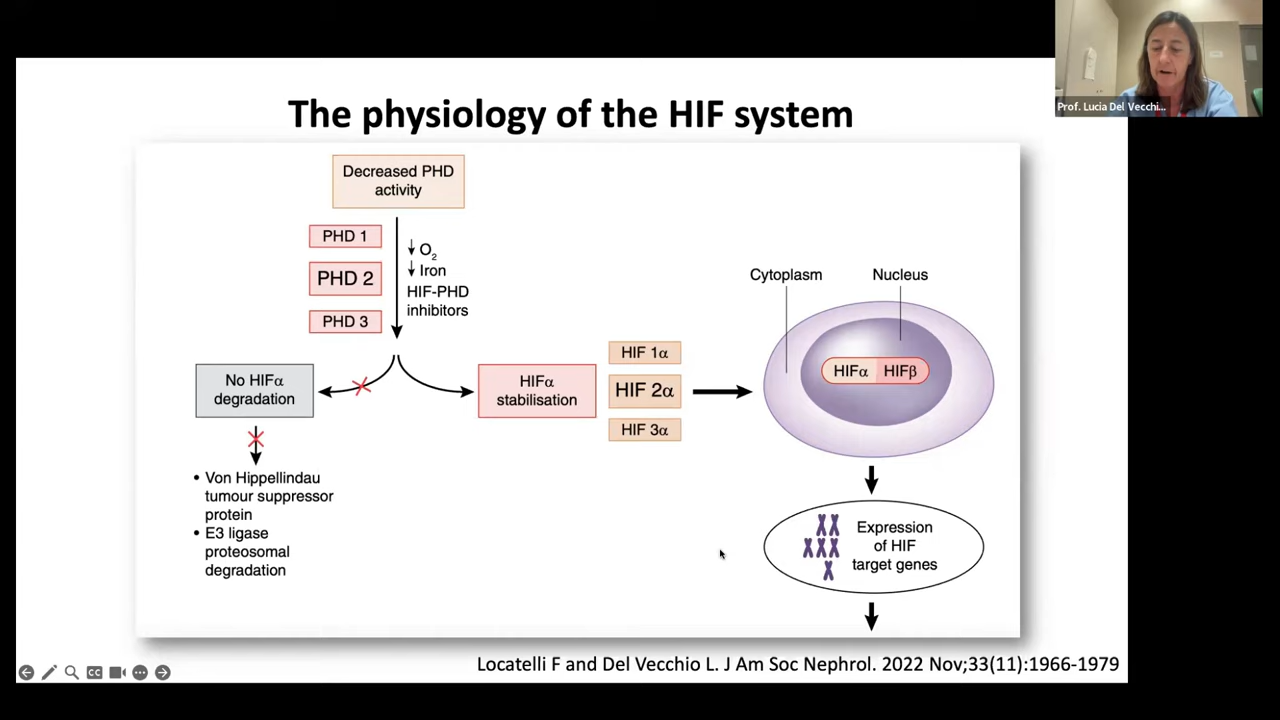 Prof. Lucia Del Vecchi...
The physiology of the HIF system
Decreased PHD
activity
PHD 1
PHD 2
PHD 3
↓ O₂
↓ Iron
HIF-PHD
inhibitors
No HIFα
degradation
• Von Hippellindau
tumour suppressor
protein
• E3 ligase
proteosomal
degradation
HIFα
stabilisation
HIF 1α
HIF 2α
HIF 3α
Cytoplasm
Nucleus
HIFα
HIFβ
Expression
of HIF
target genes
Locatelli F and Del Vecchio L. J Am Soc Nephrol. 2022 Nov;33(11):1966-1979
CC